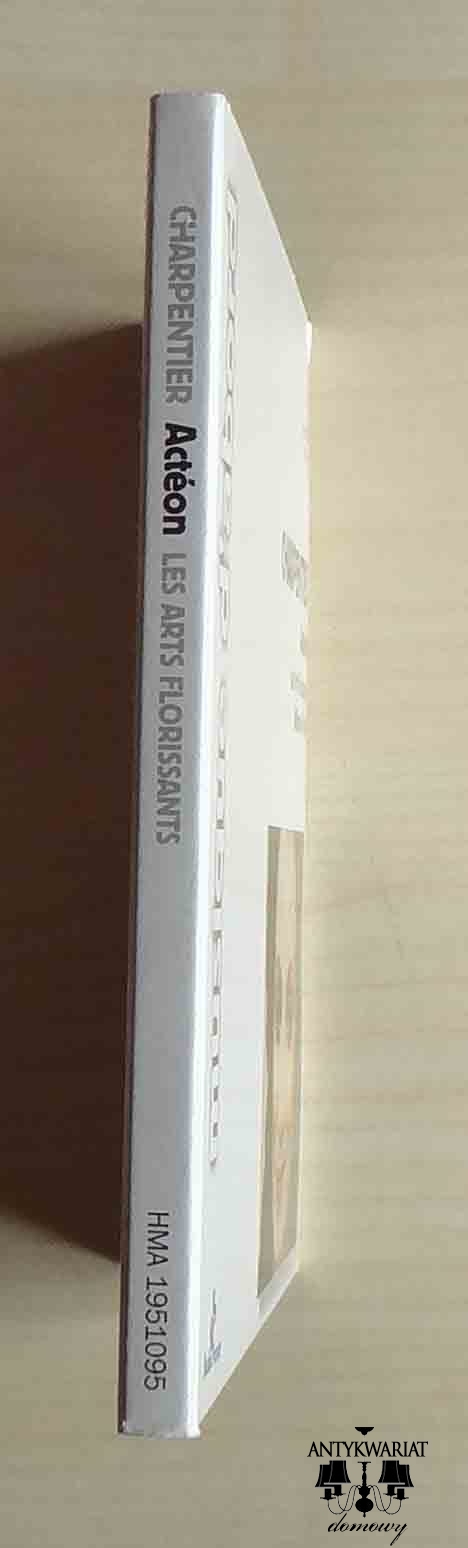 CHARPENTIER Actéon LES ARTS FLORISSANTS
HMA 1951095
ANTYKWARIAT
domowy